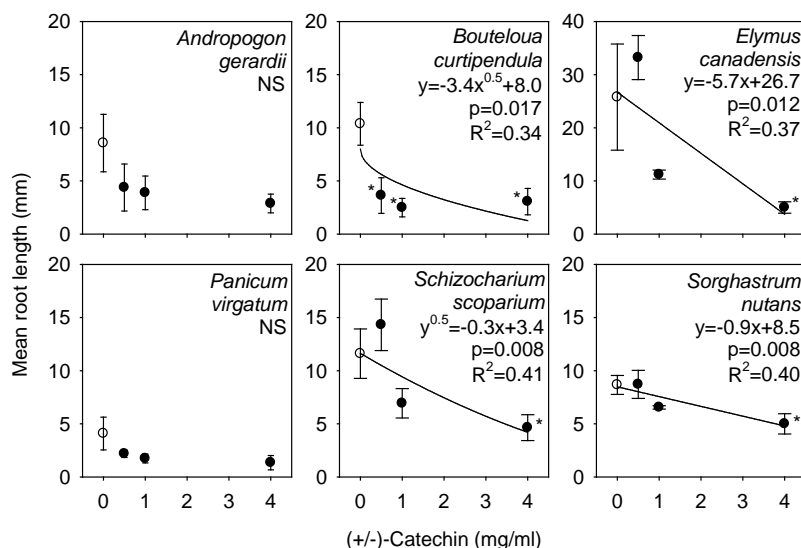 20
15
10
5
0
Andropogon
gerardii
NS
20
15
10
5
0
Bouteloua
curtipendula
y=-3.4x^0.5+8.0
p=0.017
R²=0.34
*
*
*
40
30
20
10
0
Elymus
canadensis
y=-5.7x+26.7
p=0.012
R²=0.37
*
Mean root length (mm)
20
15
10
5
0
Panicum
virgatum
NS
0 1 2 3 4
20
15
10
5
0
Schizocharium
scoparium
y^0.5=-0.3x+3.4
p=0.008
R²=0.41
*
0 1 2 3 4
20
15
10
5
0
Sorghastrum
nutans
y=-0.9x+8.5
p=0.008
R²=0.40
*
0 1 2 3 4
(+/-)-Catechin (mg/ml)